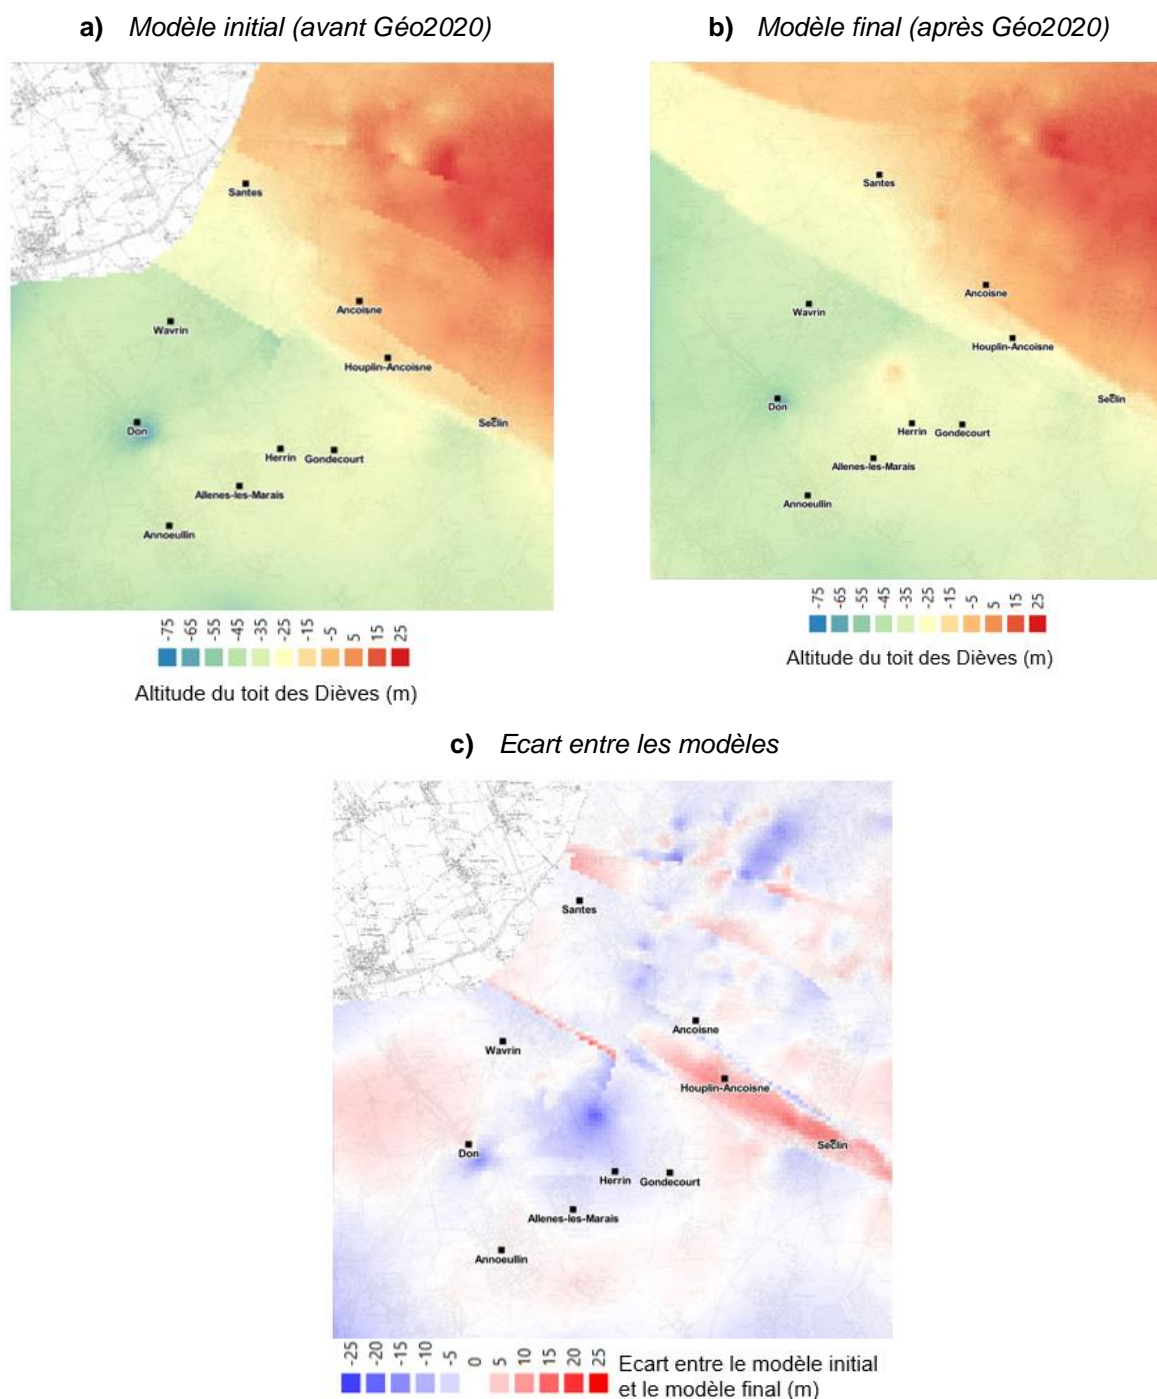 a) Modèle initial (avant Géo2020)
b) Modèle final (après Géo2020)
Santes
Ancoisne
Wavrin
Houplin-Ancoisne
Seclin
Don
Herrin
Gondecourt
Allenes-les-Marais
Annoeullin
-75 -65 -55 -45 -35 -25 -15 -5 5 15 25
Altitude du toit des Dièves (m)
Santes
Ancoisne
Wavrin
Houplin-Ancoisne
Seclin
Don
Herrin
Gondecourt
Allenes-les-Marais
Annoeullin
-75 -65 -55 -45 -35 -25 -15 -5 5 15 25
Altitude du toit des Dièves (m)
c) Ecart entre les modèles
Santes
Ancoisne
Wavrin
Houplin-Ancoisne
Seclin
Don
Herrin
Gondecourt
Allenes-les-Marais
Annoeullin
-25 -20 -15 -10 -5 0 5 10 15 20 25
Ecart entre le modèle initial
et le modèle final (m)